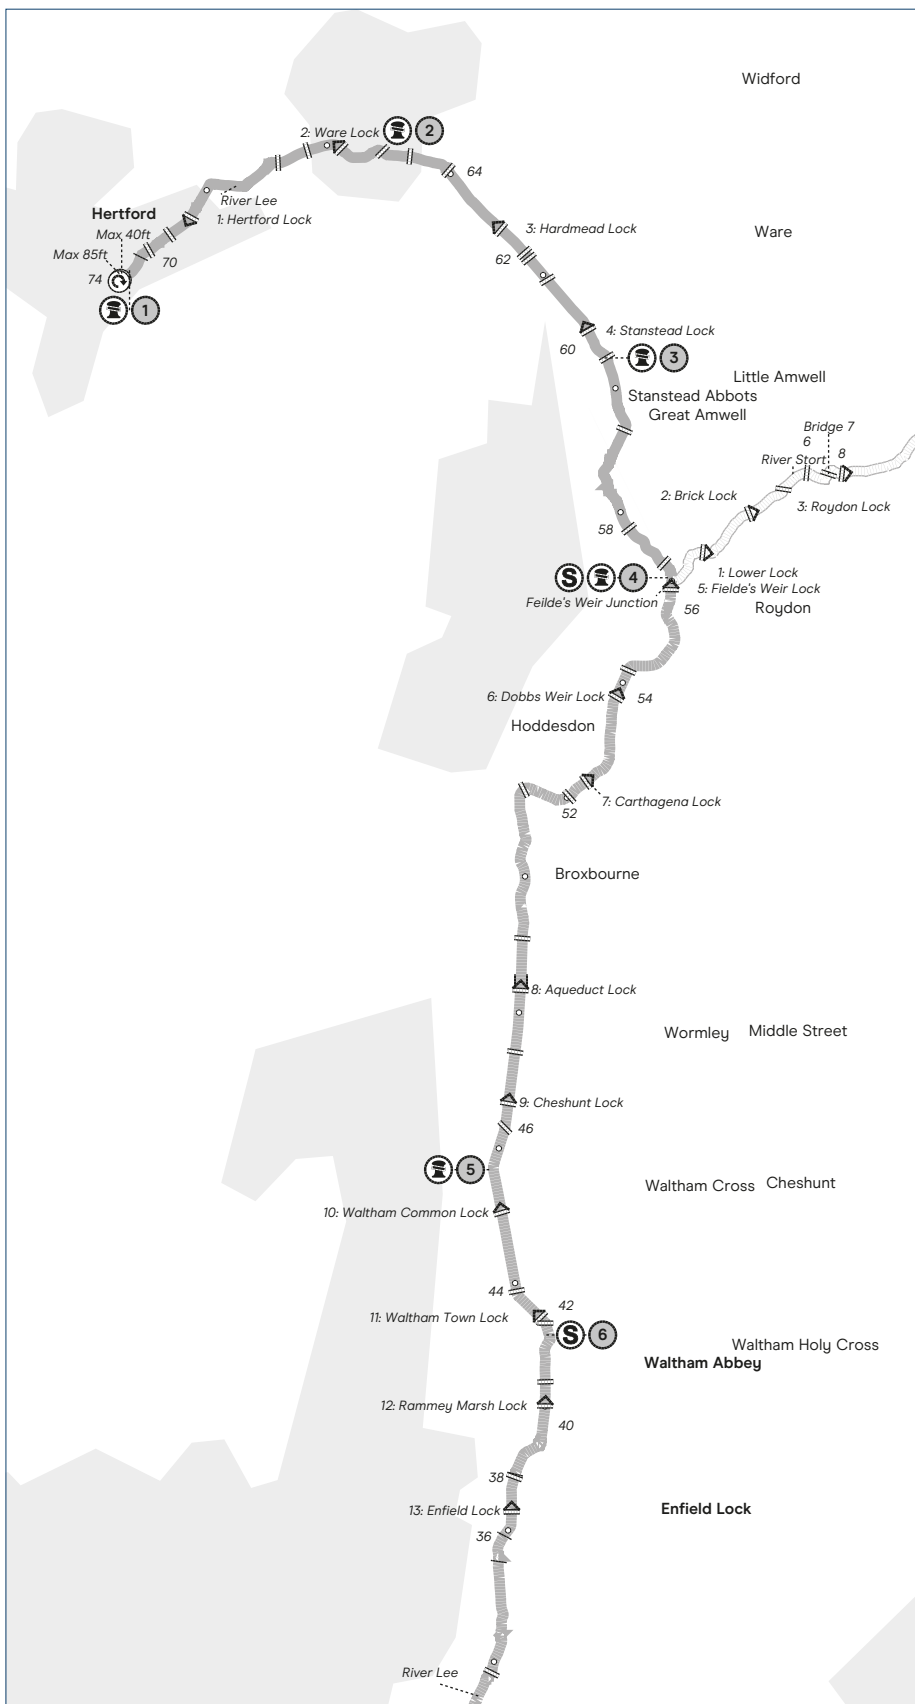 Widford
2: Ware Lock
2
64
River Lee
1: Hertford Lock
Hertford
Max 40ft
Max 85ft
70
74
1
3: Hardmead Lock
Ware
62
4: Stanstead Lock
60
3
Little Amwell
Stanstead Abbots
Great Amwell
Bridge 7
6
8
River Stort
2: Brick Lock
3: Roydon Lock
58
S
4
1: Lower Lock
5: Fielde's Weir Lock
Feilde's Weir Junction
56
Roydon
6: Dobbs Weir Lock
54
Hoddesdon
7: Carthagena Lock
52
Broxbourne
8: Aqueduct Lock
Wormley
Middle Street
9: Cheshunt Lock
46
5
Waltham Cross
Cheshunt
10: Waltham Common Lock
44
42
11: Waltham Town Lock
S
6
Waltham Holy Cross
Waltham Abbey
12: Rammey Marsh Lock
40
38
13: Enfield Lock
Enfield Lock
36
River Lee